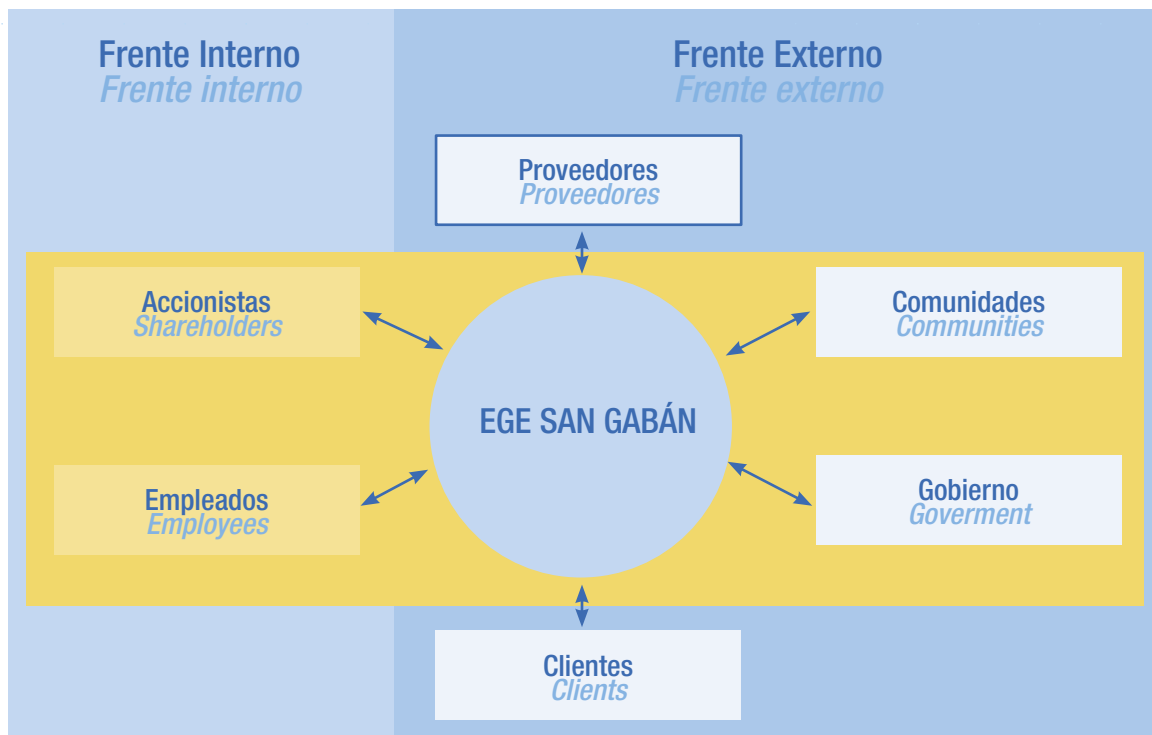 Frente Interno
Frente interno
Frente Externo
Frente externo
Proveedores
Proveedores
Accionistas
Shareholders
Comunidades
Communities
EGE SAN GABÁN
Empleados
Employees
Gobierno
Goverment
Clientes
Clients